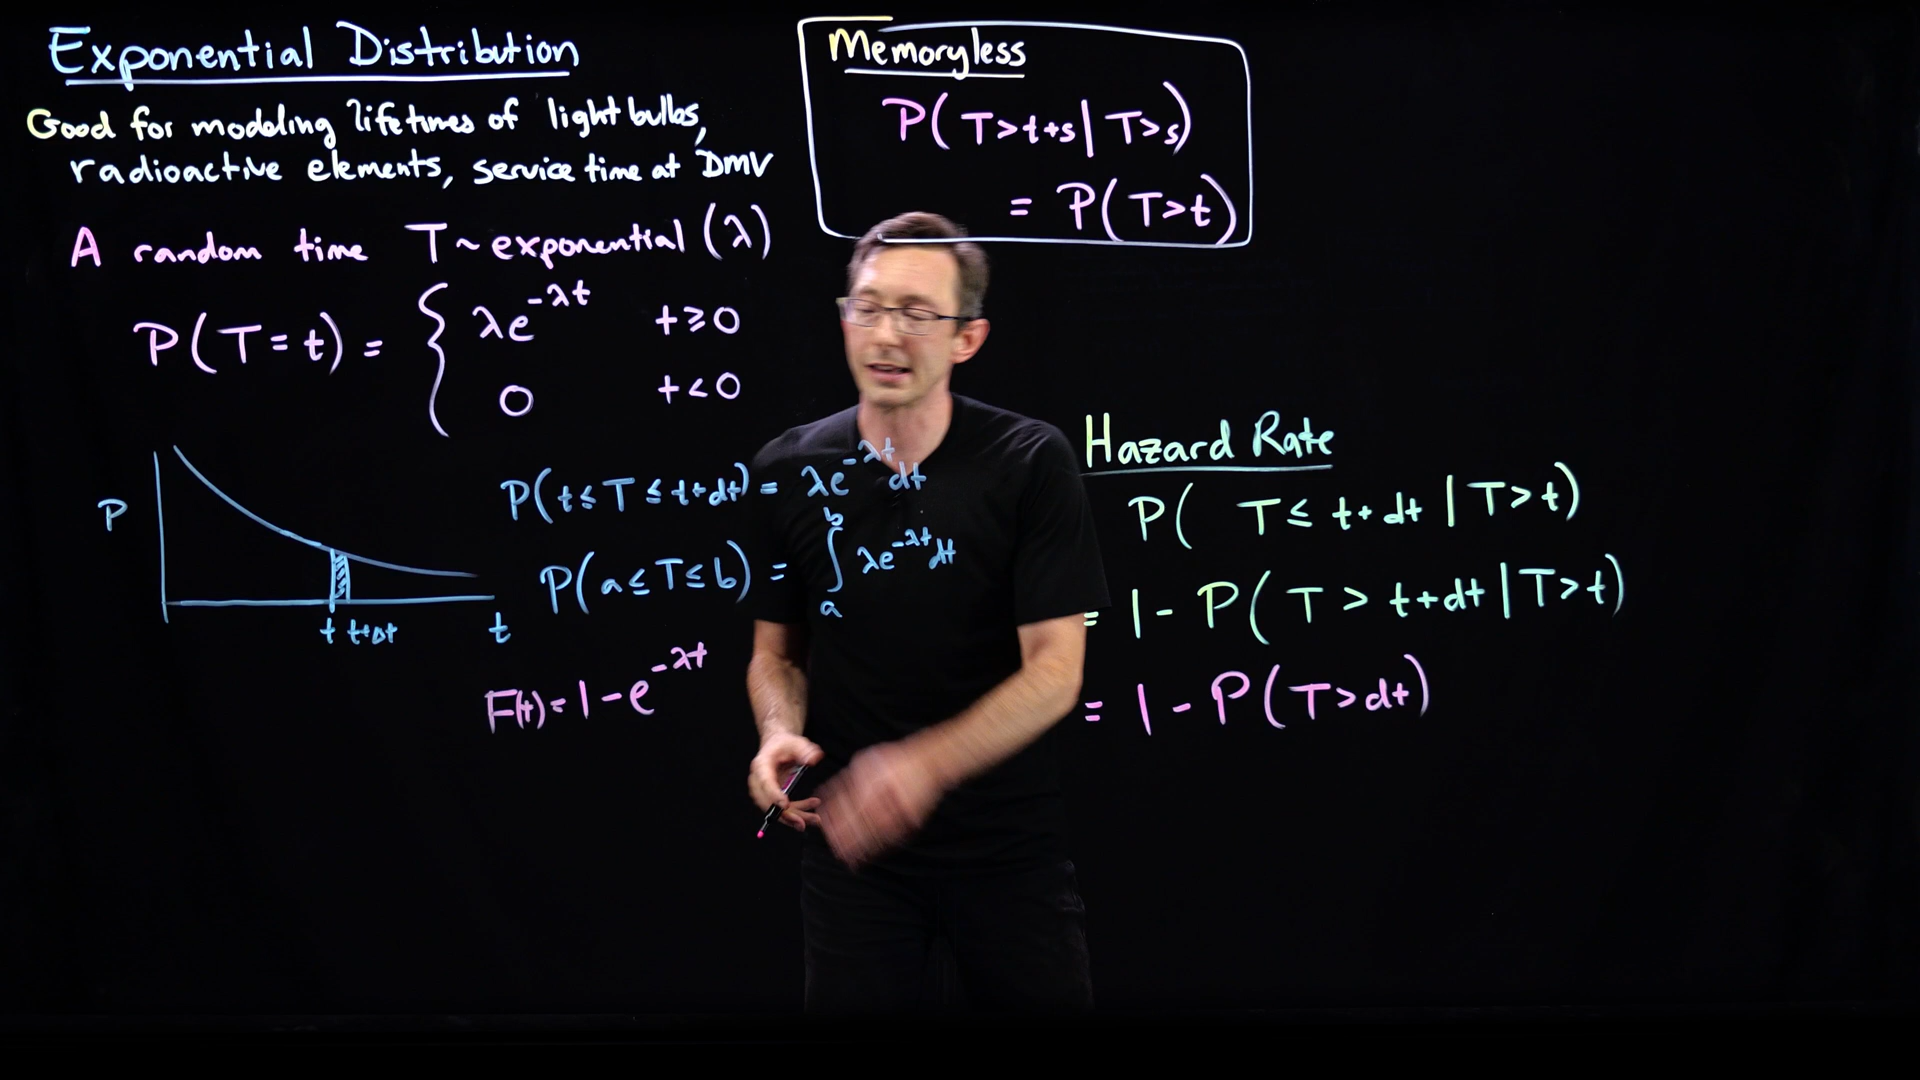 Exponential Distribution
Good for modeling lifetimes of light bulbs,
radioactive elements, service time at DMV
A random time T ~ exponential (λ)
P(T=t) = { λe^{-λt} t≥0
0 t<0
P
t t+Δt t
P(t≤T≤t+dt) = λe^{-λt}dt
P(a≤T≤b) = ∫_a^b λe^{-λt}dt
F(t) = 1-e^{-λt}
Memoryless
P(T>t+s|T>s)
= P(T>t)
Hazard Rate
P( T≤ t+dt | T>t)
= 1 - P(T > t+dt | T>t)
= 1 - P(T>dt)